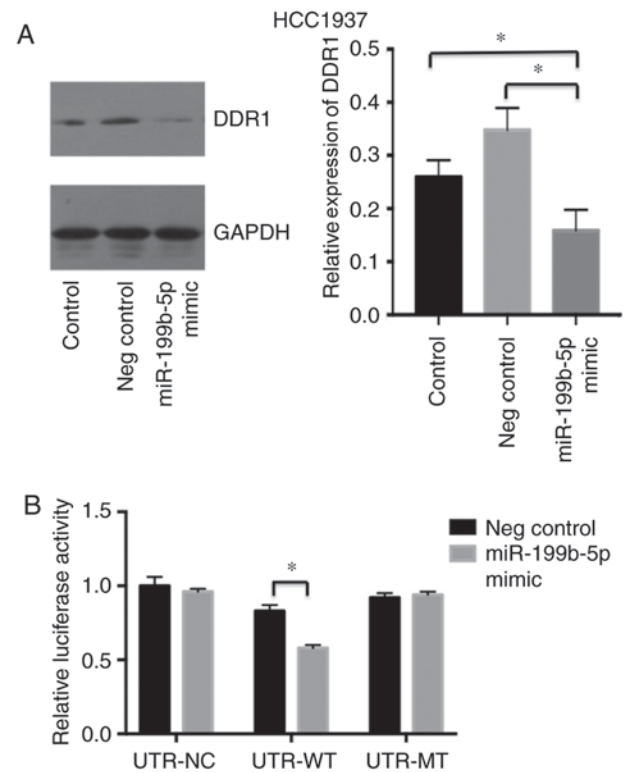 HCC1937
A
DDR1
GAPDH
Control
Neg control
miR-199b-5p
mimic
Relative expression of DDR1
0.5
0.4
0.3
0.2
0.1
0.0
*
*
Control
Neg control
miR-199b-5p
mimic
B
Relative luciferase activity
1.5
1.0
0.5
0.0
*
UTR-NC
UTR-WT
UTR-MT
Neg control
miR-199b-5p
mimic